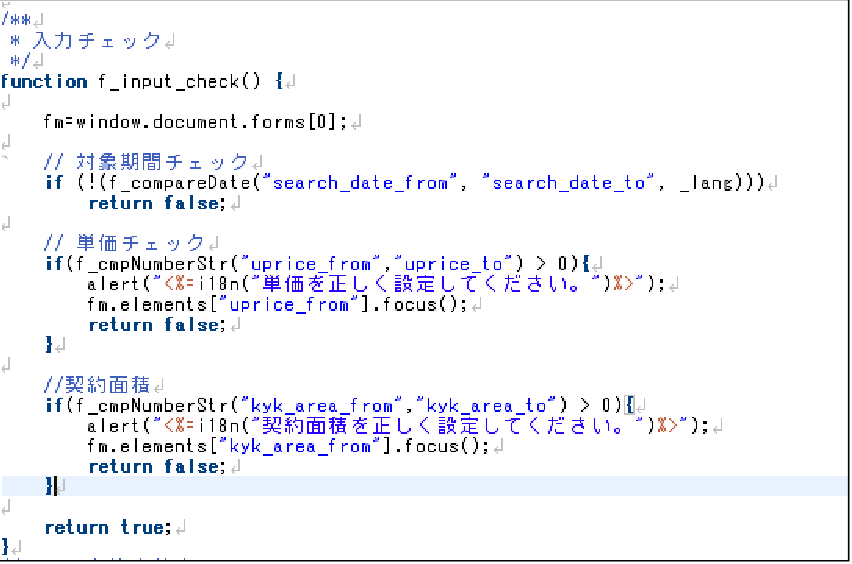 /**
 * 入力チェック
 */
function f_input_check() {

    fm=window.document.forms[0];

    // 対象期間チェック
    if (!(f_compareDate("search_date_from", "search_date_to", _lang)))
        return false;

    // 単価チェック
    if(f_cmpNumberStr("uprice_from","uprice_to") > 0){
        alert("<%=i18n("単価を正しく設定してください。")%>");
        fm.elements["uprice_from"].focus();
        return false;
    }

    //契約面積
    if(f_cmpNumberStr("kyk_area_from","kyk_area_to") > 0){
        alert("<%=i18n("契約面積を正しく設定してください。")%>");
        fm.elements["kyk_area_from"].focus();
        return false;
    }

    return true;
}